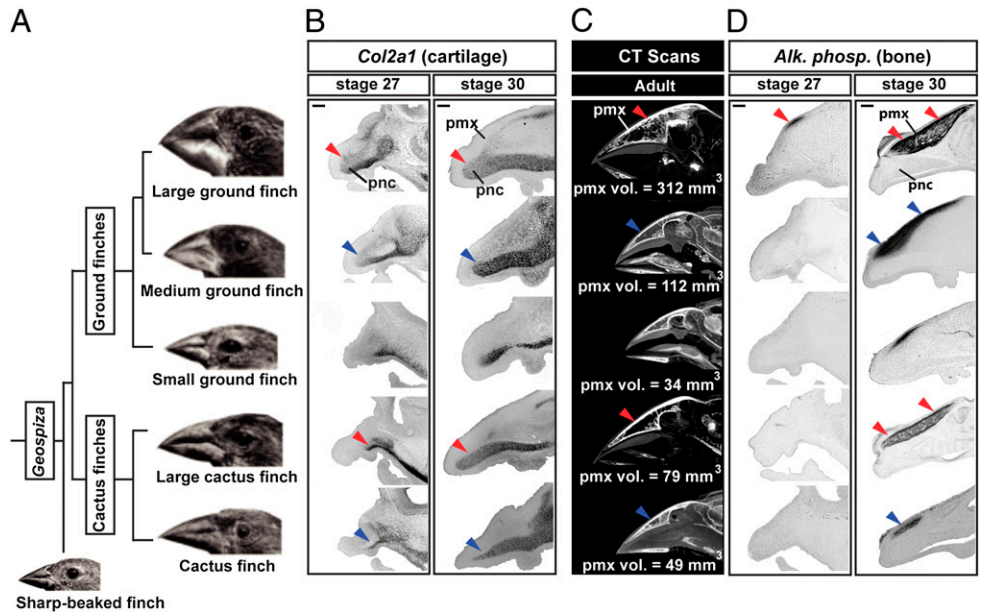 A
B
C
D
Col2a1 (cartilage)
CT Scans
Alk. phosp. (bone)
stage 27
stage 30
Adult
stage 27
stage 30
Large ground finch
Medium ground finch
Small ground finch
Large cactus finch
Cactus finch
Sharp-beaked finch
Geospiza
Ground finches
Cactus finches
pnc
pmx
pnc
pmx
pmx vol. = 312 mm3
pmx vol. = 112 mm3
pmx vol. = 34 mm3
pmx vol. = 79 mm3
pmx vol. = 49 mm3
pmx
pnc